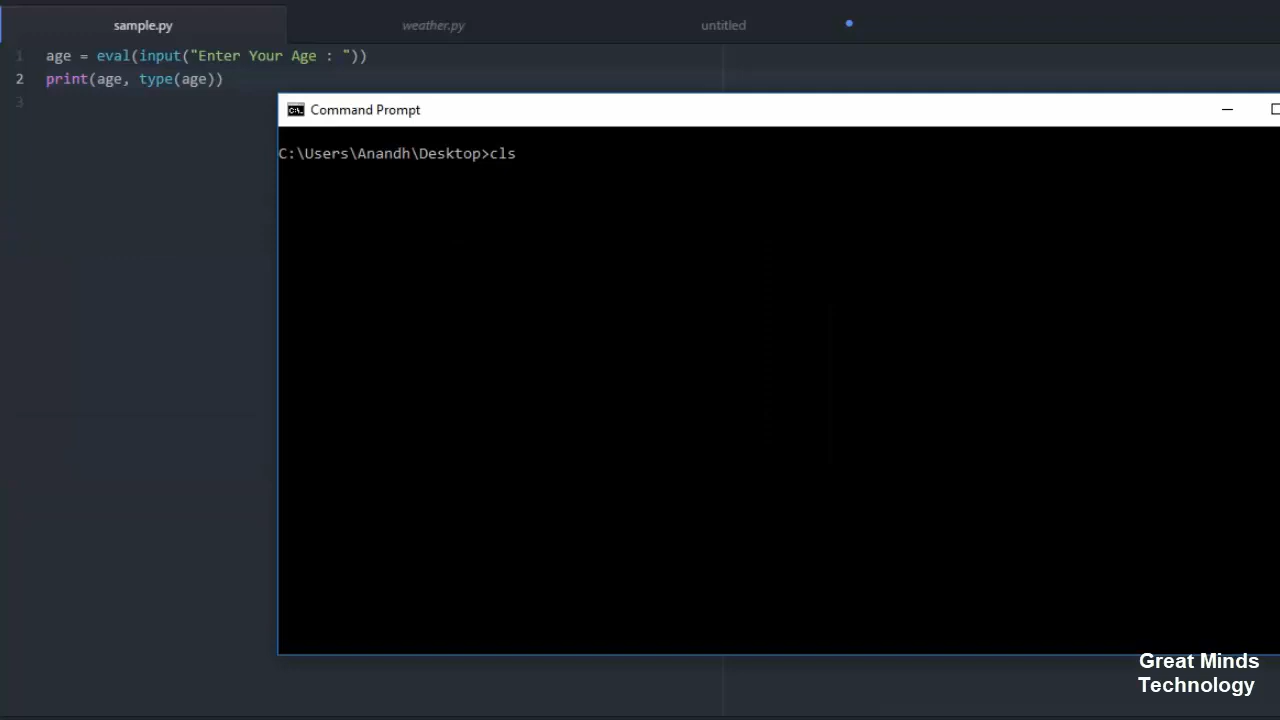 sample.py
weather.py
untitled
1 age = eval(input("Enter Your Age : "))
2 print(age, type(age))
3
Command Prompt
C:\Users\Anandh\Desktop>cls
Great Minds
Technology